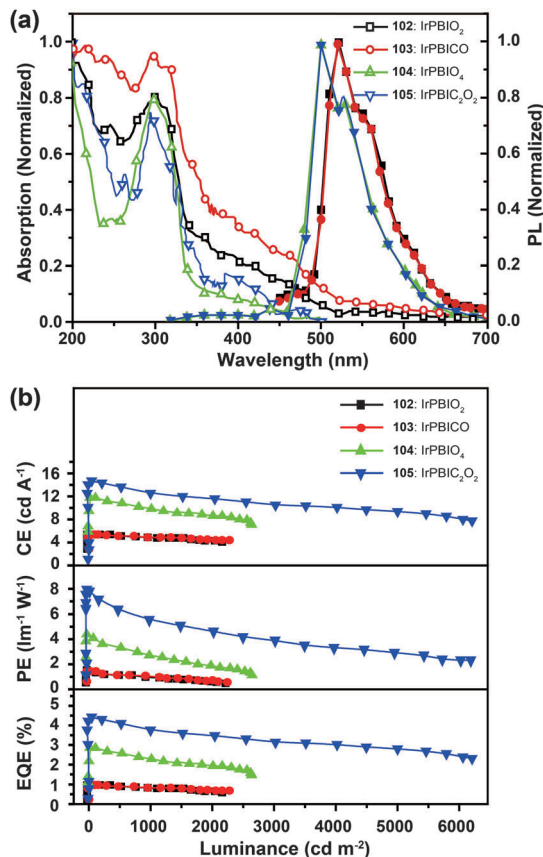 (a)
102: IrPBIO₂
103: IrPBICO
104: IrPBIO₄
105: IrPBIC₂O₂
Absorption (Normalized)
1.0
0.8
0.6
0.4
0.2
0.0
PL (Normalized)
1.0
0.8
0.6
0.4
0.2
0.0
200 300 400 500 600 700
Wavelength (nm)
(b)
102: IrPBIO₂
103: IrPBICO
104: IrPBIO₄
105: IrPBIC₂O₂
CE (cd A⁻¹)
16
12
8
4
0
PE (lm⁻¹ W⁻¹)
8
6
4
2
0
EQE (%)
5
4
3
2
1
0
0 1000 2000 3000 4000 5000 6000
Luminance (cd m⁻²)